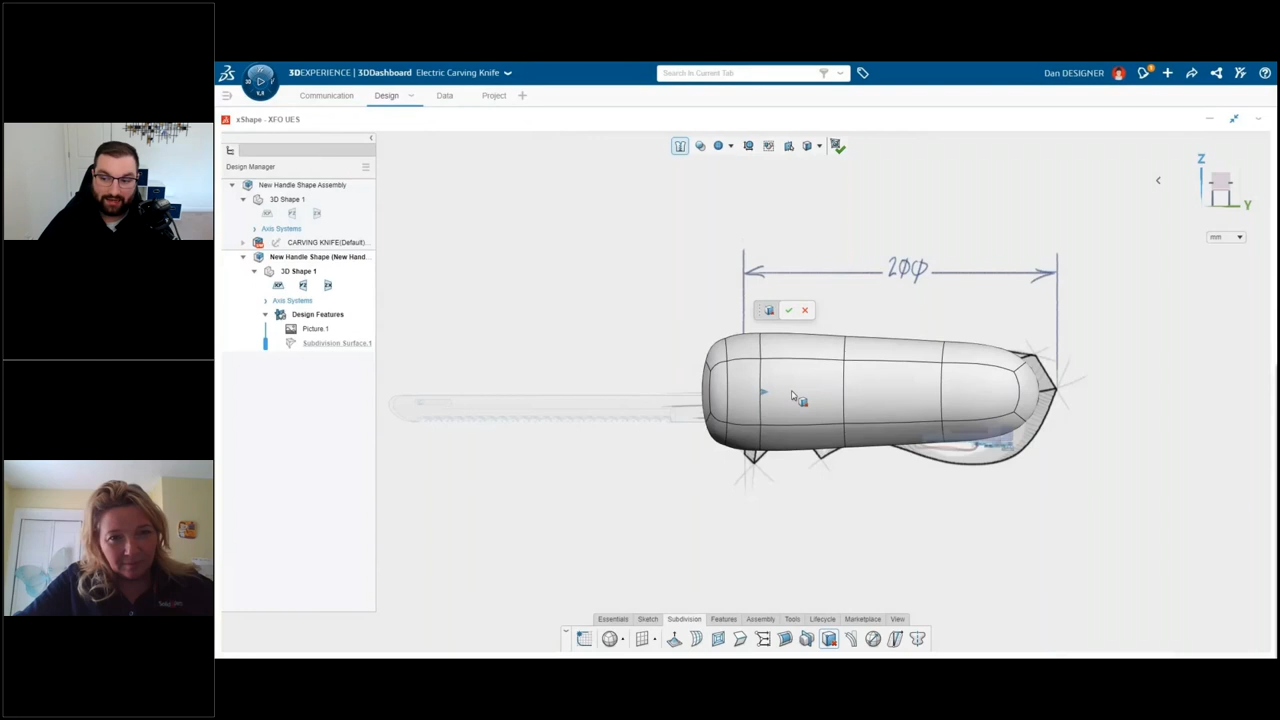 3DEXPERIENCE | 3DDashboard Electric Carving Knife
Search In Current Tab
Dan DESIGNER
Communication
Design
Data
Project
xShape - XFO UES
Design Manager
New Handle Shape Assembly
3D Shape 1
Axis Systems
CARVING KNIFE(Default)...
New Handle Shape (New Hand...
3D Shape 1
Axis Systems
Design Features
Picture.1
Subdivision Surface.1
200
Z
Y
mm
Essentials
Sketch
Subdivision
Features
Assembly
Tools
Lifecycle
Marketplace
View